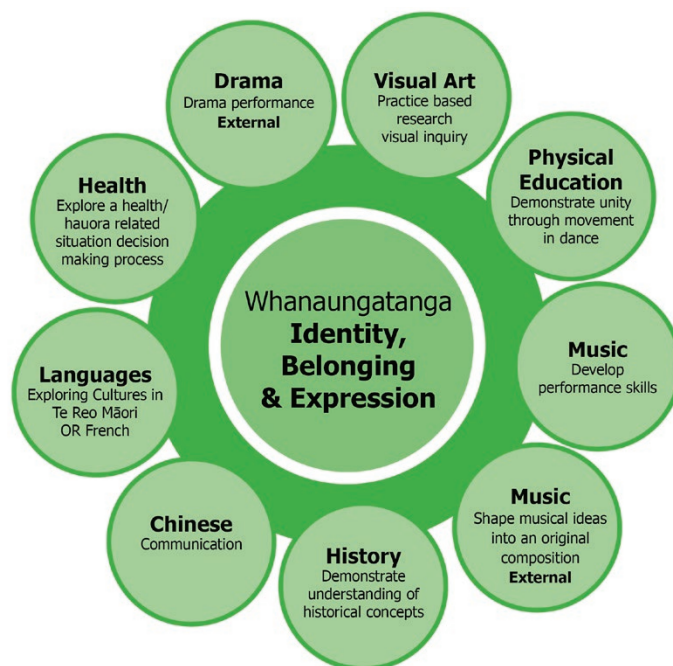 Drama
Drama performance
External
Visual Art
Practice based
research
visual inquiry
Physical
Education
Demonstrate unity
through movement
in dance
Music
Develop
performance skills
Music
Shape musical ideas
into an original
composition
External
History
Demonstrate
understanding of
historical concepts
Chinese
Communication
Languages
Exploring Cultures in
Te Reo Māori
OR French
Health
Explore a health/
hauora related
situation decision
making process
Whanaungatanga
Identity,
Belonging
& Expression